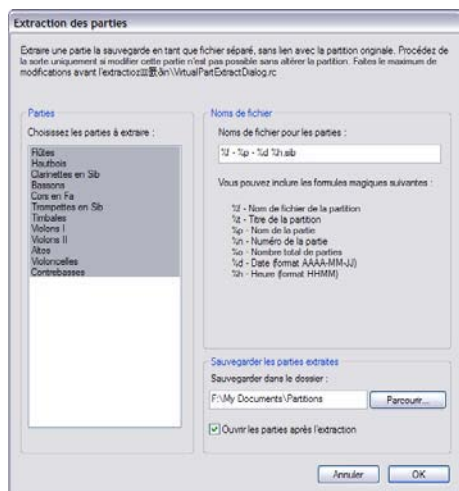 Extraction des parties
Extraire une partie la sauvegarde en tant que fichier séparé, sans lien avec la partition originale. Procédez de
la sorte uniquement si modifier cette partie n'est pas possible sans altérer la partition. Faites le maximum de
modifications avant l'\VirtualPartExtractDialog.rc
Parties
Choisissez les parties à extraire :
Flûtes
Hautbois
Clarinettes en Sib
Bassons
Cors en Fa
Trompettes en Sib
Timbales
Violons I
Violons II
Altos
Violoncelles
Contrebasses
Noms de fichier
Noms de fichier pour les parties :
%f - %p - %d %h.sib
Vous pouvez inclure les formules magiques suivantes :
%f - Nom de fichier de la partition
%t - Titre de la partition
%p - Nom de la partie
%n - Numéro de la partie
%o - Nombre total de parties
%d - Date (format AAAA-MM-JJ)
%h - Heure (format HHMM)
Sauvegarder les parties extraites
Sauvegarder dans le dossier :
F:\My Documents\Partitions
Parcourir...
Ouvrir les parties après l'extraction
Annuler
OK